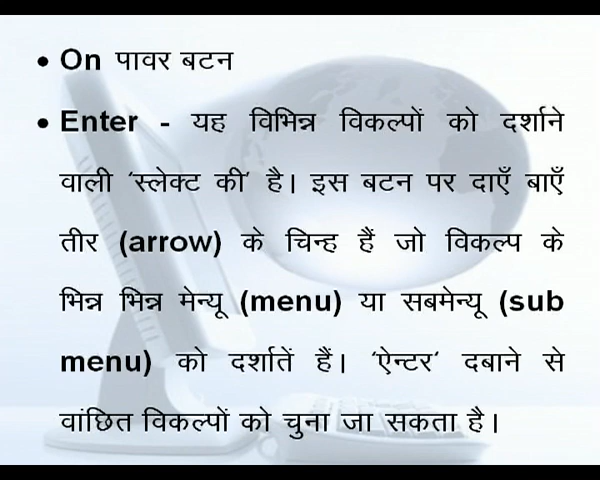 • On पावर बटन
• Enter - यह विभिन्न विकल्पों को दर्शाने
वाली 'स्लेक्ट की' है। इस बटन पर दाएँ बाएँ
तीर (arrow) के चिन्ह हैं जो विकल्प के
भिन्न भिन्न मेन्यू (menu) या सबमेन्यू (sub
menu) को दर्शातें हैं। 'ऐन्टर' दबाने से
वांछित विकल्पों को चुना जा सकता है।